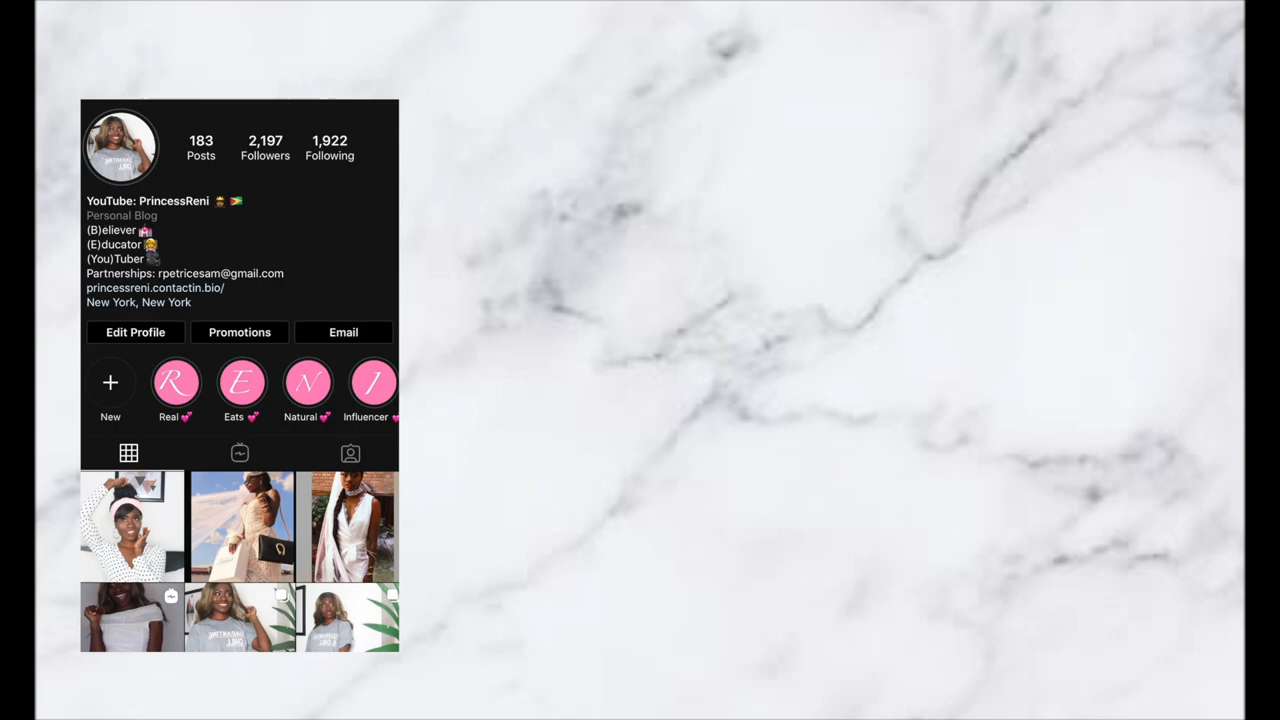 183 2,197 1,922
Posts Followers Following
YouTube: PrincessReni 🤴🏿 🇬🇾
Personal Blog
(B)eliever💒
(E)ducator👩‍🏫
(You)Tuber
Partnerships: rpetricesam@gmail.com
princessreni.contactin.bio/
New York, New York
Edit Profile Promotions Email
+ R E N I
New Real 💕 Eats 💕 Natural 💕 Influencer